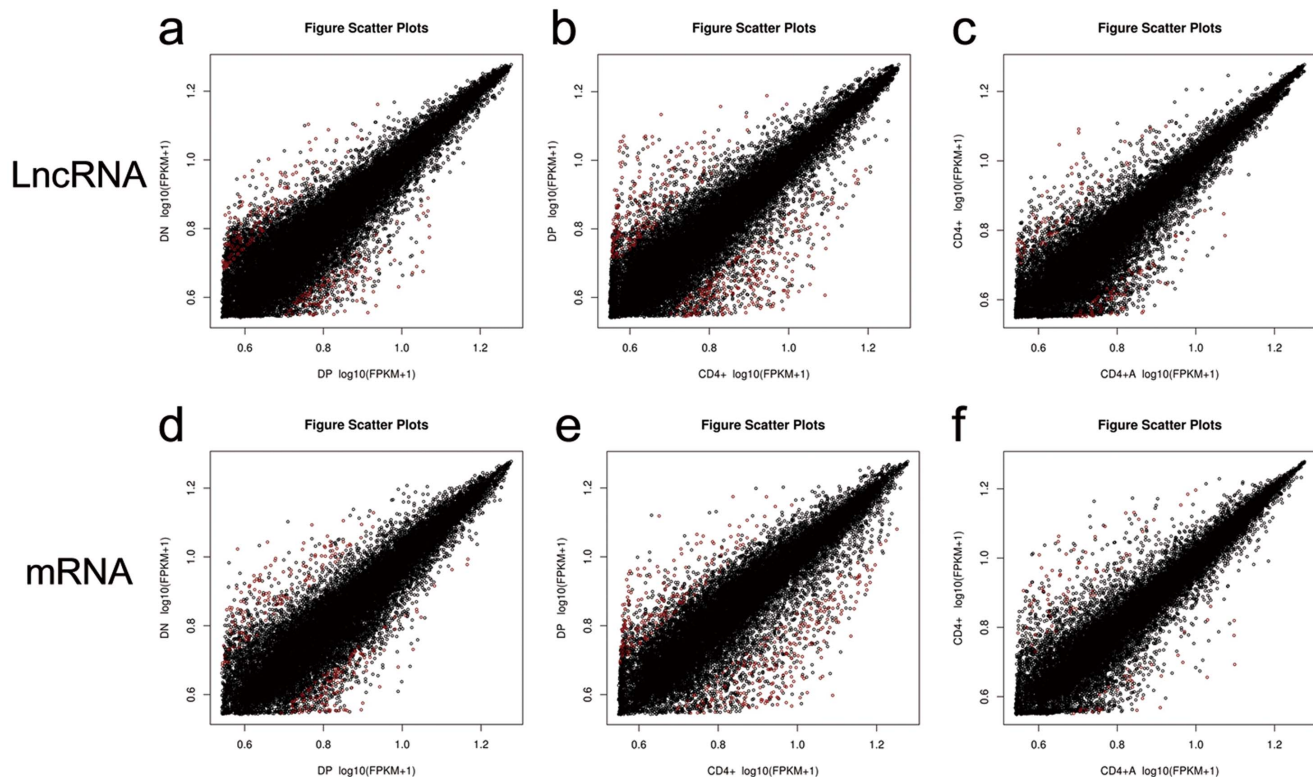 a
Figure Scatter Plots
DN log10(FPKM+1)
0.6 0.8 1.0 1.2
0.6 0.8 1.0 1.2
DP log10(FPKM+1)
b
Figure Scatter Plots
DP log10(FPKM+1)
0.6 0.8 1.0 1.2
0.6 0.8 1.0 1.2
CD4+ log10(FPKM+1)
c
Figure Scatter Plots
CD4+ log10(FPKM+1)
0.6 0.8 1.0 1.2
0.6 0.8 1.0 1.2
CD4+A log10(FPKM+1)
LncRNA
d
Figure Scatter Plots
DN log10(FPKM+1)
0.6 0.8 1.0 1.2
0.6 0.8 1.0 1.2
DP log10(FPKM+1)
e
Figure Scatter Plots
DP log10(FPKM+1)
0.6 0.8 1.0 1.2
0.6 0.8 1.0 1.2
CD4+ log10(FPKM+1)
f
Figure Scatter Plots
CD4+ log10(FPKM+1)
0.6 0.8 1.0 1.2
0.6 0.8 1.0 1.2
CD4+A log10(FPKM+1)
mRNA